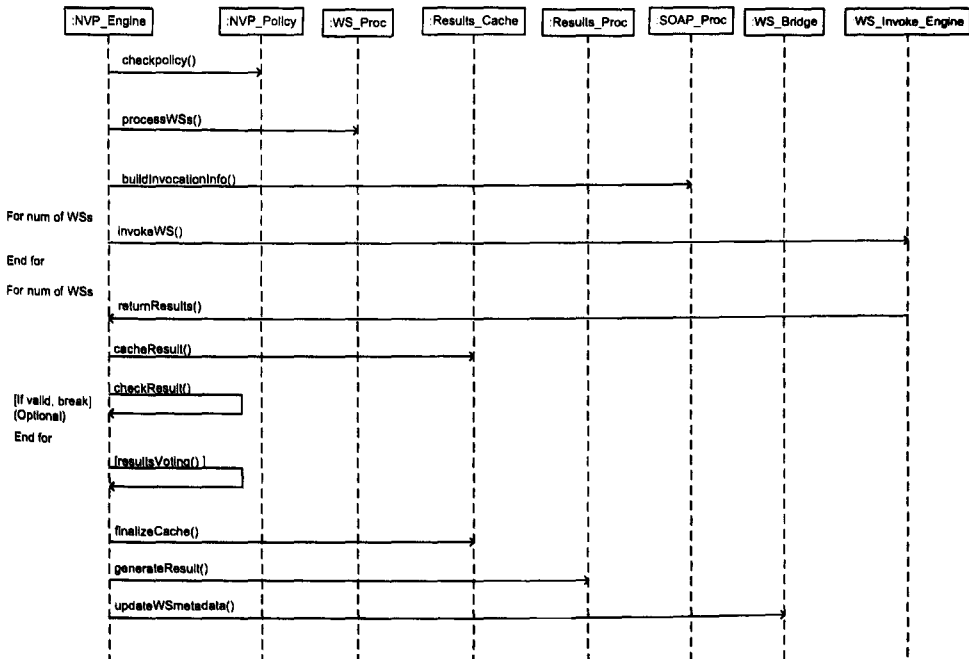 :NVP_Engine :NVP_Policy :WS_Proc :Results_Cache :Results_Proc :SOAP_Proc :WS_Bridge WS_Invoke_Engine
checkpolicy()
processWSs()
buildInvocationInfo()
For num of WSs
invokeWS()
End for
For num of WSs
returnResults()
cacheResult()
checkResult()
[If valid, break]
(Optional)
End for
[resultsVoting() ]
finalizeCache()
generateResult()
updateWSmetadata()